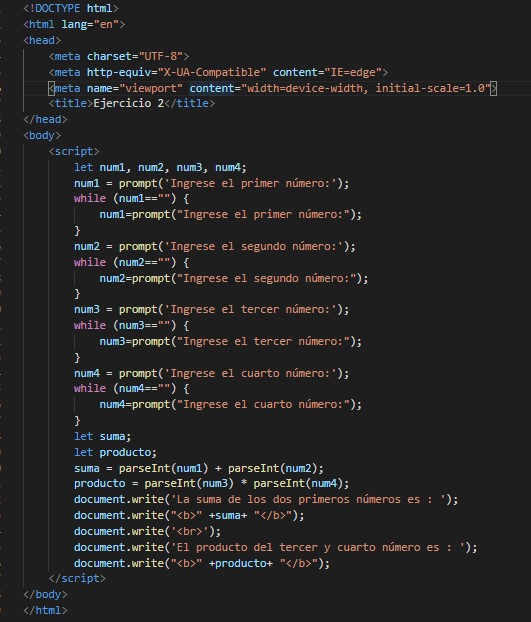 <!DOCTYPE html>
<html lang="en">
<head>
<meta charset="UTF-8">
<meta http-equiv="X-UA-Compatible" content="IE=edge">
<meta name="viewport" content="width=device-width, initial-scale=1.0">
<title>Ejercicio 2</title>
</head>
<body>
<script>
let num1, num2, num3, num4;
num1 = prompt('Ingrese el primer número:');
while (num1=="") {
num1=prompt("Ingrese el primer número:");
}
num2 = prompt('Ingrese el segundo número:');
while (num2=="") {
num2=prompt("Ingrese el segundo número:");
}
num3 = prompt('Ingrese el tercer número:');
while (num3=="") {
num3=prompt("Ingrese el tercer número:");
}
num4 = prompt('Ingrese el cuarto número:');
while (num4=="") {
num4=prompt("Ingrese el cuarto número:");
}
let suma;
let producto;
suma = parseInt(num1) + parseInt(num2);
producto = parseInt(num3) * parseInt(num4);
document.write('La suma de los dos primeros números es : ');
document.write("<b>" +suma+ "</b>");
document.write('<br>');
document.write('El producto del tercer y cuarto número es : ');
document.write("<b>" +producto+ "</b>");
</script>
</body>
</html>